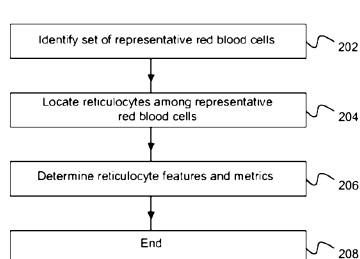 Identify set of representative red blood cells
202
Locate reticulocytes among representative
red blood cells
204
Determine reticulocyte features and metrics
206
End
208